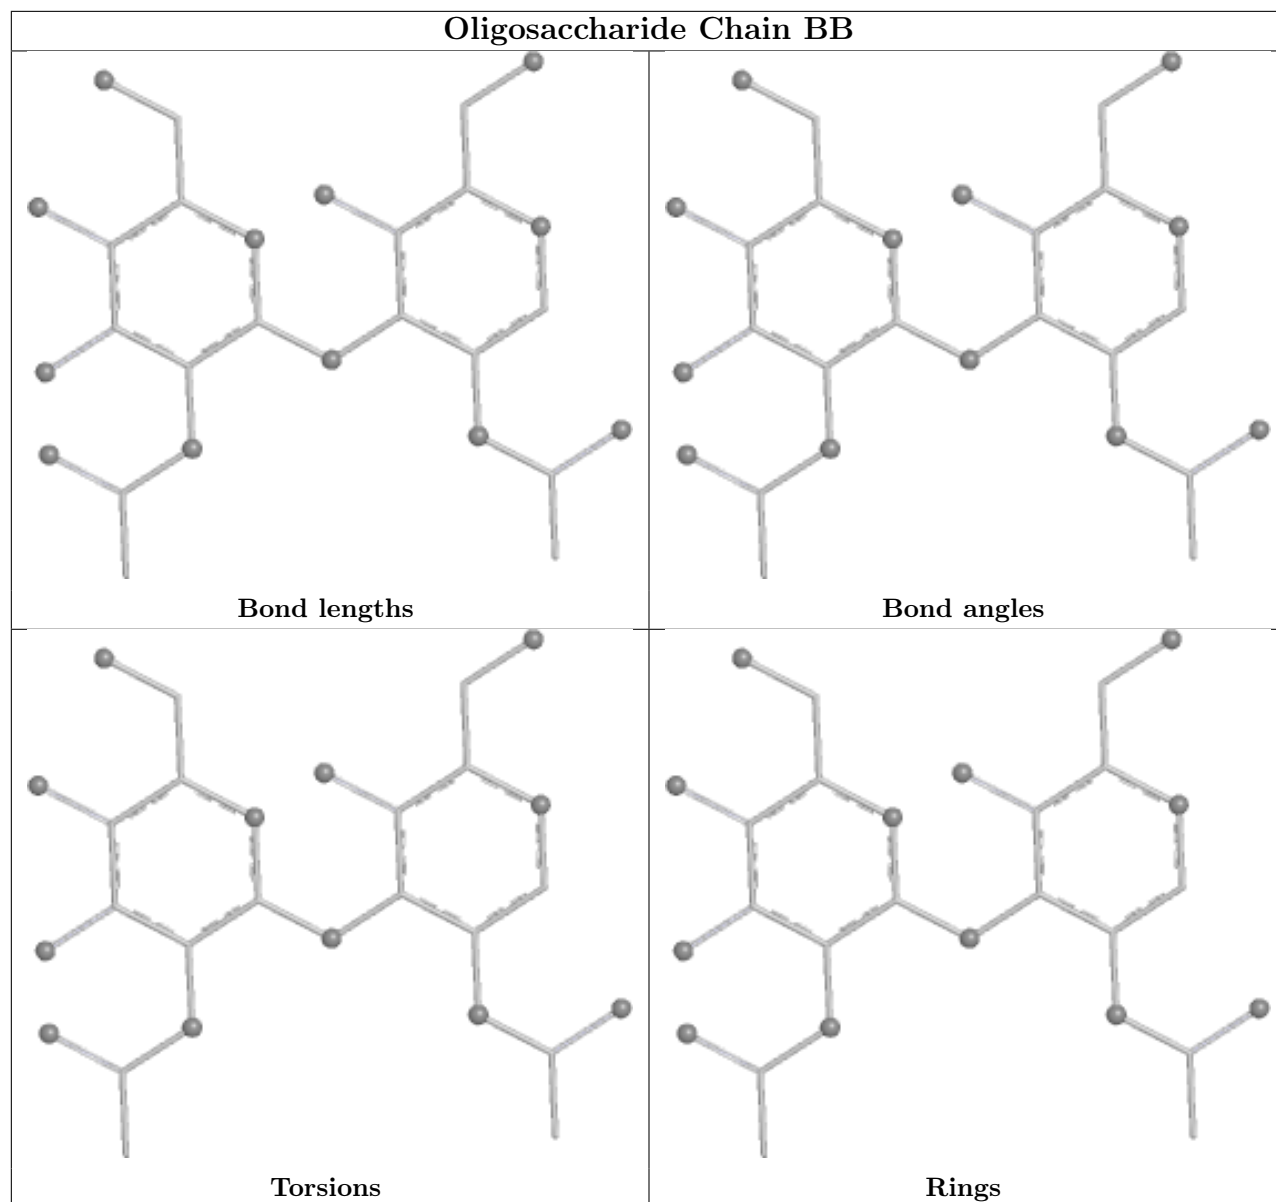 Oligosaccharide Chain BB
Bond lengths
Bond angles
Torsions
Rings